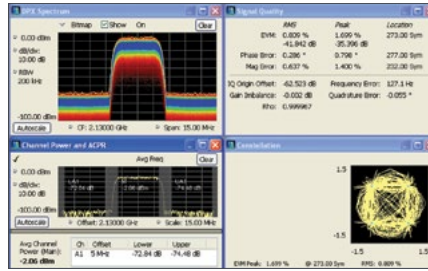 DPX Spectrum
Bitmap Show On Clear
0.00 dBm
dB/div:
10.00 dB
RBW
200 kHz
-100.00 dBm
Autoscale CF: 2.13000 GHz Span: 15.00 MHz
Signal Quality
RMS Peak Location
EVM: 0.809 % 1.699 % 273.00 Sym
-41.842 dB -35.396 dB
Phase Error: 0.286 ° 0.798 ° 277.00 Sym
Mag Error: 0.637 % 1.400 % 232.00 Sym
IQ Origin Offset: -62.523 dB Frequency Error: 127.1 Hz
Gain Imbalance: -0.002 dB Quadrature Error: -0.055 °
Rho: 0.999967
Channel Power and ACPR
Avg Freq Clear
0.00 dBm
dB/div:
10.00 dB
-100.00 dBm
Autoscale Offset: 2.13000 GHz Scale: 15.00 MHz
Avg Channel Ch Offset Lower Upper
Power (Main): A1 5 MHz -72.84 dB -74.48 dB
-2.06 dBm
Constellation
1.5
-1.5
-1.5 1.5
EVM Peak: 1.699 % @ 273.00 Sym RMS: 0.809 %